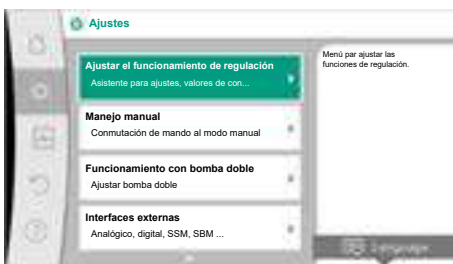 Ajustes
Ajustar el funcionamiento de regulación
Asistente para ajustes, valores de con...
Manejo manual
Conmutación de mando al modo manual
Funcionamiento con bomba doble
Ajustar bomba doble
Interfaces externas
Analógico, digital, SSM, SBM ...
Menú par ajustar las
funciones de regulación.
Language